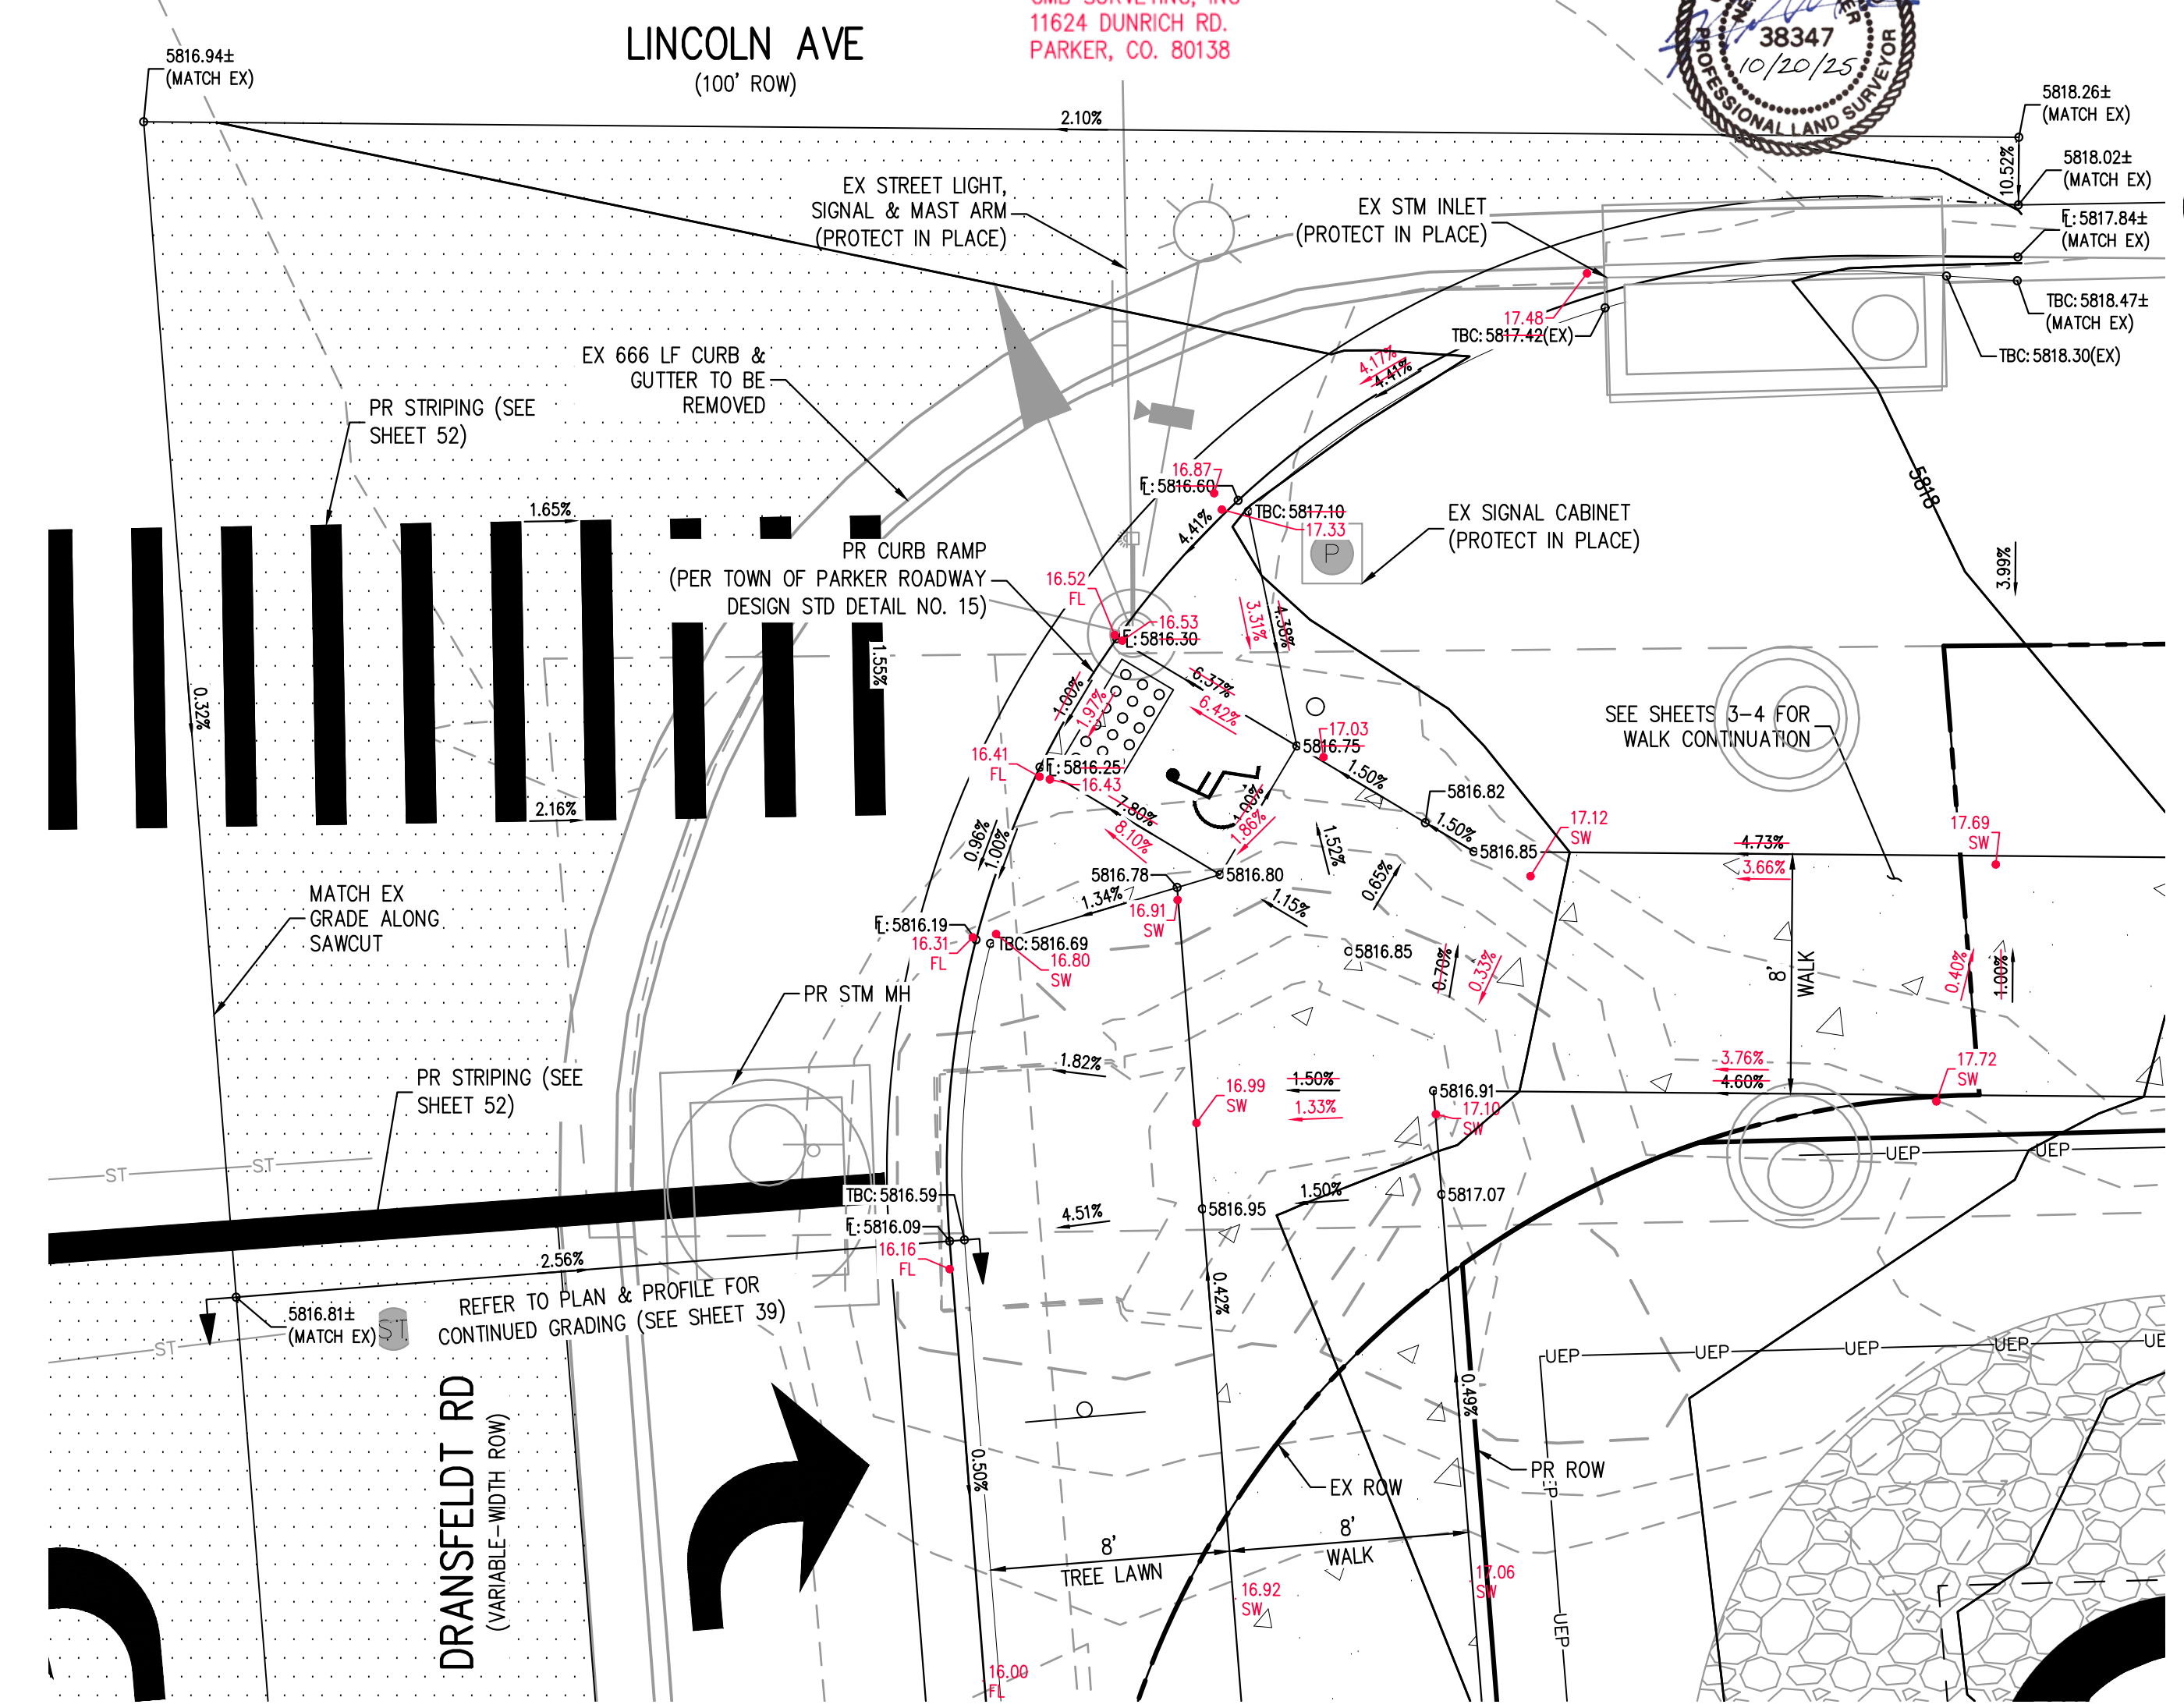 11624 DUNRICH RD.
PARKER, CO. 80138
LINCOLN AVE
(100' ROW)
38347
10/20/25
PROFESSIONAL LAND SURVEYOR
5816.94±
(MATCH EX)
2.10%
5818.26±
(MATCH EX)
10.52%
5818.02±
(MATCH EX)
FL:5817.84±
(MATCH EX)
TBC:5818.47±
(MATCH EX)
TBC:5818.30(EX)
EX STREET LIGHT,
SIGNAL & MAST ARM
(PROTECT IN PLACE)
EX STM INLET
(PROTECT IN PLACE)
17.48
TBC:5817.42(EX)
4.17%
4.41%
EX 666 LF CURB &
GUTTER TO BE
REMOVED
PR STRIPING (SEE
SHEET 52)
1.65%
16.87
FL:5816.60
TBC:5817.10
17.33
4.41%
P
EX SIGNAL CABINET
(PROTECT IN PLACE)
5818
3.99%
PR CURB RAMP
(PER TOWN OF PARKER ROADWAY
DESIGN STD DETAIL NO. 15)
16.52
FL
16.53
FL:5816.30
3.31%
4.38%
1.55%
0.32%
1.00%
1.97%
6.37%
6.42%
17.03
5816.75
SEE SHEETS 3-4 FOR
WALK CONTINUATION
16.41
FL
FL:5816.25
16.43
1.50%
5816.82
2.16%
7.80%
8.10%
1.00%
1.86%
1.50%
5816.85
17.12
SW
17.69
SW
4.73%
3.66%
0.96%
1.00%
1.52%
0.65%
5816.78
5816.80
1.34%
1.15%
16.91
SW
MATCH EX
GRADE ALONG
SAWCUT
FL:5816.19
16.31
FL
TBC:5816.69
16.80
SW
5816.85
0.70%
0.33%
8'
WALK
0.40%
1.00%
PR STM MH
1.82%
3.76%
4.60%
17.72
SW
PR STRIPING (SEE
SHEET 52)
16.99
SW
1.50%
1.33%
5816.91
17.10
SW
ST
ST
UEP
UEP
TBC:5816.59
FL:5816.09
16.16
FL
4.51%
1.50%
5816.95
5817.07
2.56%
5816.81±
(MATCH EX)
ST
ST
REFER TO PLAN & PROFILE FOR
CONTINUED GRADING (SEE SHEET 39)
0.42%
0.49%
UEP
UEP
UEP
UEP
UE
DRANSFELDT RD
(VARIABLE-WIDTH ROW)
0.50%
EX ROW
PR ROW
8'
TREE LAWN
8'
WALK
16.92
SW
17.06
SW
UEP
16.00
FL